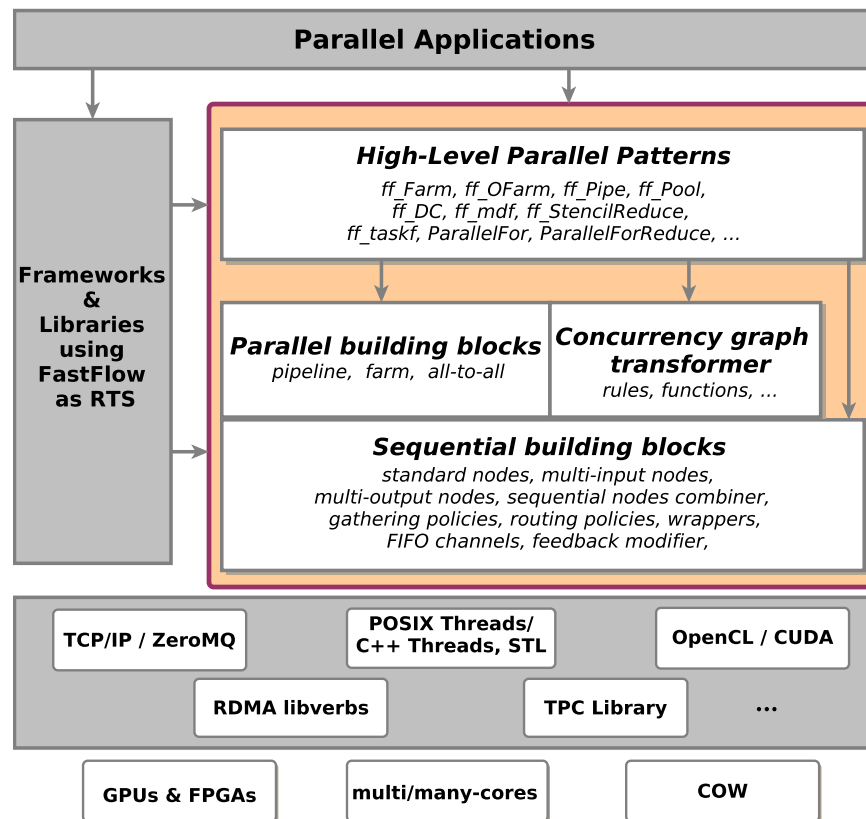 Parallel Applications
High-Level Parallel Patterns
ff_Farm, ff_OFarm, ff_Pipe, ff_Pool,
ff_DC, ff_mdf, ff_StencilReduce,
ff_taskf, ParallelFor, ParallelForReduce, ...
Frameworks
&
Libraries
using
FastFlow
as RTS
Parallel building blocks
pipeline, farm, all-to-all
Concurrency graph
transformer
rules, functions, ...
Sequential building blocks
standard nodes, multi-input nodes,
multi-output nodes, sequential nodes combiner,
gathering policies, routing policies, wrappers,
FIFO channels, feedback modifier,
TCP/IP / ZeroMQ
POSIX Threads/
C++ Threads, STL
OpenCL / CUDA
RDMA libverbs
TPC Library
...
GPUs & FPGAs
multi/many-cores
COW